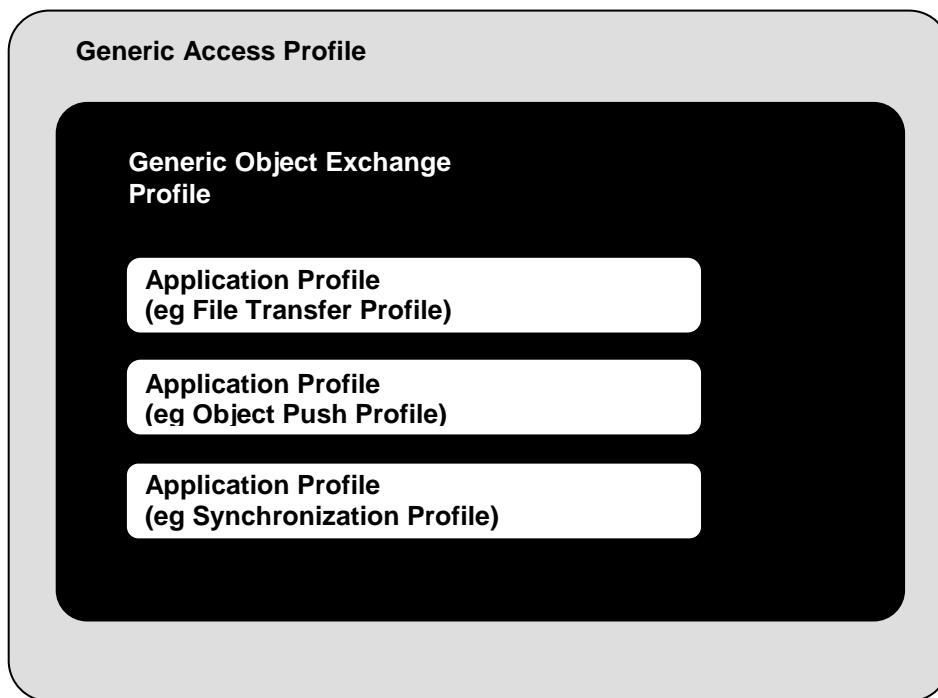 Generic Access Profile
Generic Object Exchange
Profile
Application Profile
(eg File Transfer Profile)
Application Profile
(eg Object Push Profile)
Application Profile
(eg Synchronization Profile)